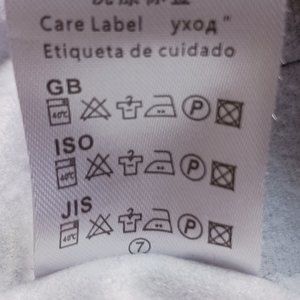 Care Label уход "
Etiqueta de cuidado
GB
40℃ P
ISO
40℃ P
JIS
40℃ P
7